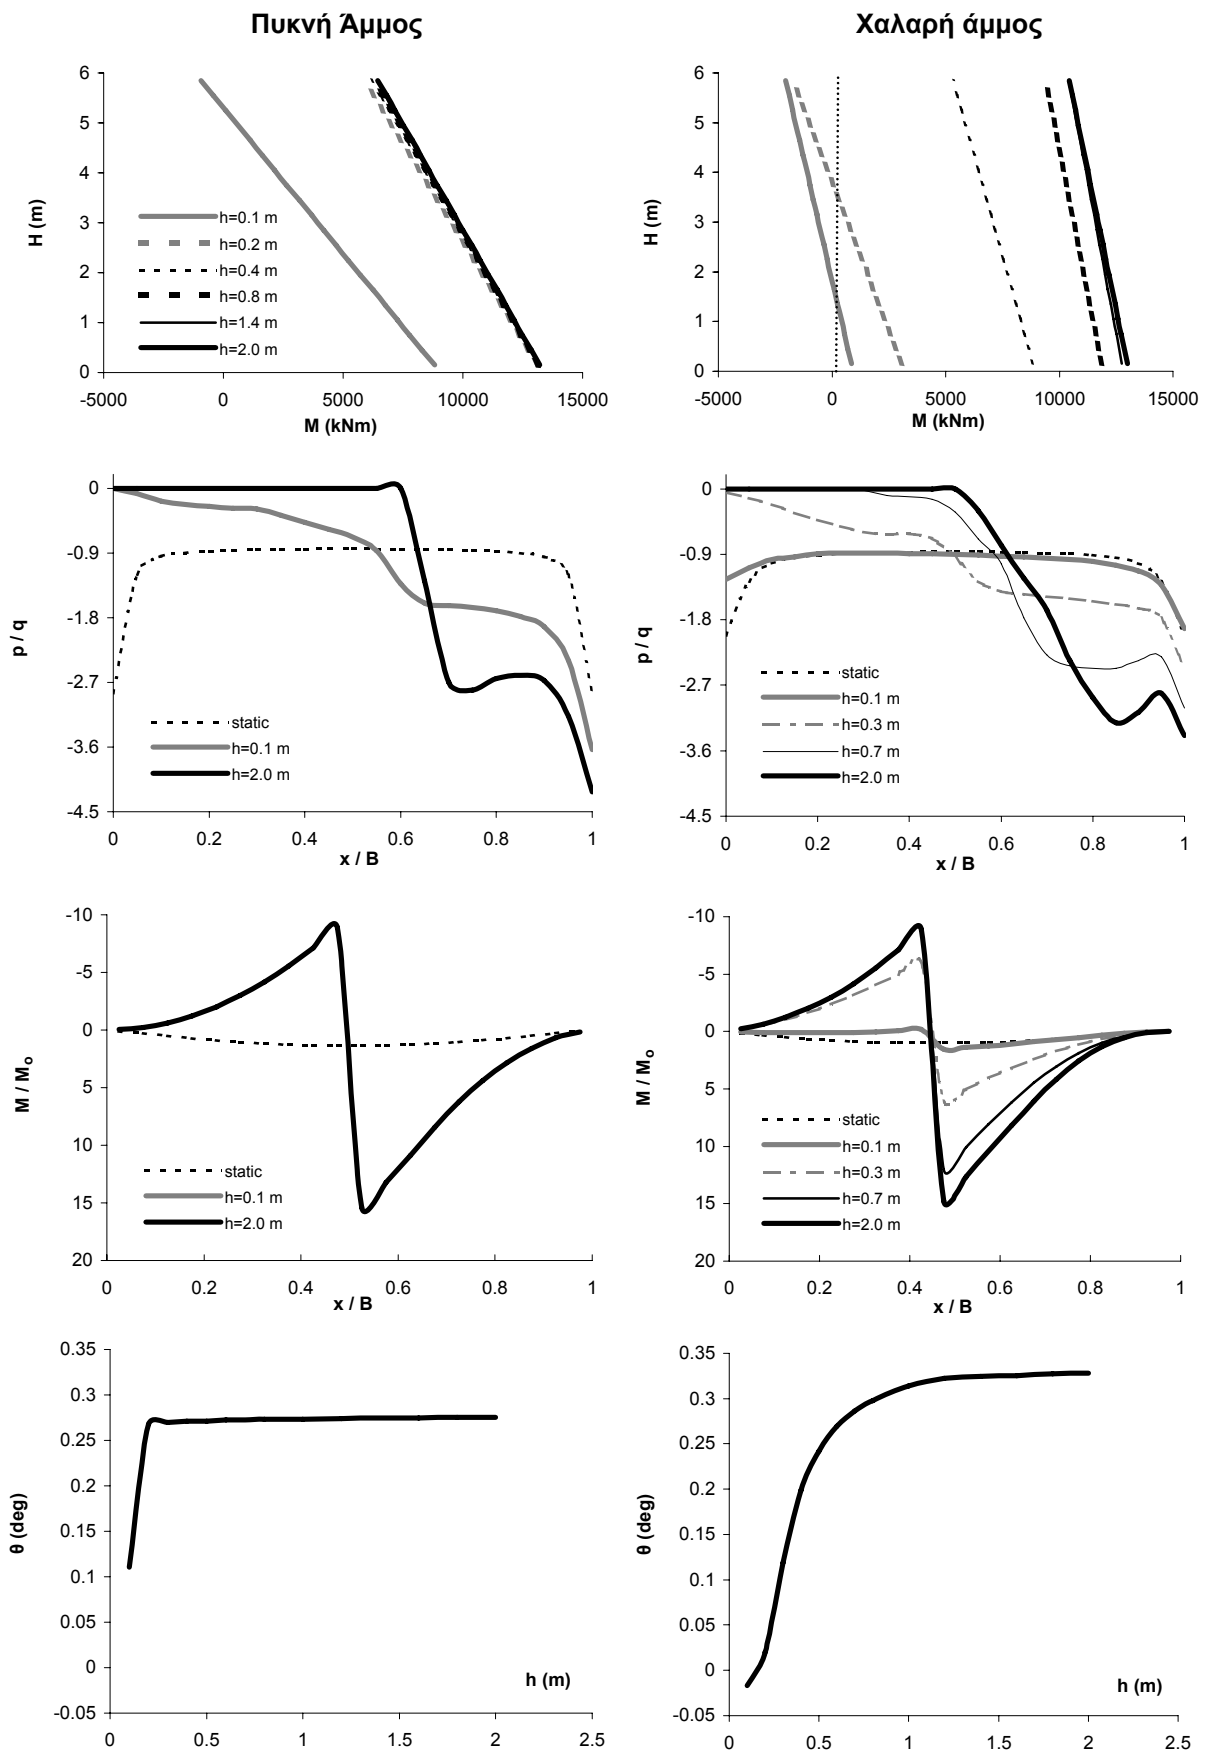 Πυκνή Άμμος
Χαλαρή άμμος
6
5
4
3
2
1
0
H (m)
h=0.1 m
h=0.2 m
h=0.4 m
h=0.8 m
h=1.4 m
h=2.0 m
-5000 0 5000 10000 15000
M (kNm)
6
5
4
3
2
1
0
H (m)
-5000 0 5000 10000 15000
M (kNm)
0
-0.9
-1.8
-2.7
-3.6
-4.5
p / q
static
h=0.1 m
h=2.0 m
0 0.2 0.4 0.6 0.8 1
x / B
0
-0.9
-1.8
-2.7
-3.6
-4.5
p / q
static
h=0.1 m
h=0.3 m
h=0.7 m
h=2.0 m
0 0.2 0.4 0.6 0.8 1
x / B
-10
-5
0
5
10
15
20
M / Mo
static
h=0.1 m
h=2.0 m
0 0.2 0.4 0.6 0.8 1
x / B
-10
-5
0
5
10
15
20
M / Mo
static
h=0.1 m
h=0.3 m
h=0.7 m
h=2.0 m
0 0.2 0.4 0.6 0.8 1
x / B
0.35
0.3
0.25
0.2
0.15
0.1
0.05
0
-0.05
θ (deg)
h (m)
0 0.5 1 1.5 2 2.5
0.35
0.3
0.25
0.2
0.15
0.1
0.05
0
-0.05
θ (deg)
h (m)
0 0.5 1 1.5 2 2.5